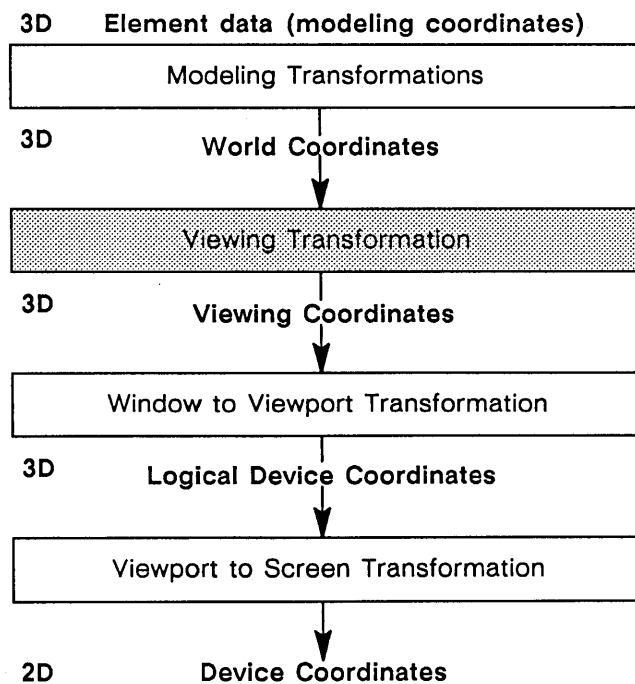 3D Element data (modeling coordinates)
Modeling Transformations
3D World Coordinates
Viewing Transformation
3D Viewing Coordinates
Window to Viewport Transformation
3D Logical Device Coordinates
Viewport to Screen Transformation
2D Device Coordinates